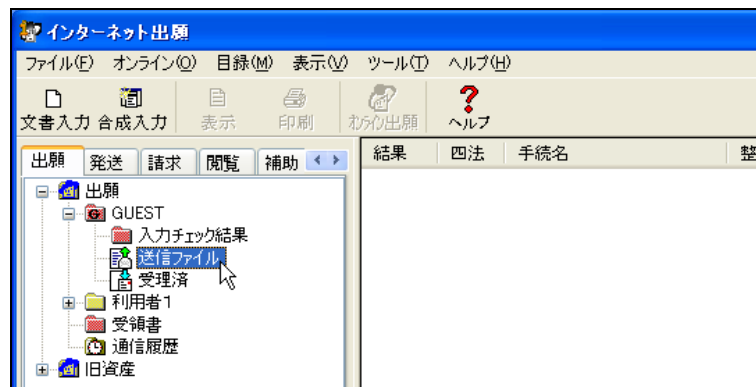 インターネット出願
ファイル(F) オンライン(O) 目録(M) 表示(V) ツール(T) ヘルプ(H)
文書入力 合成入力 表示 印刷 オンライン出願 ヘルプ
出願 発送 請求 閲覧 補助
結果 四法 手続名 整
出願
GUEST
入力チェック結果
送信ファイル
受理済
利用者1
受領書
通信履歴
旧資産